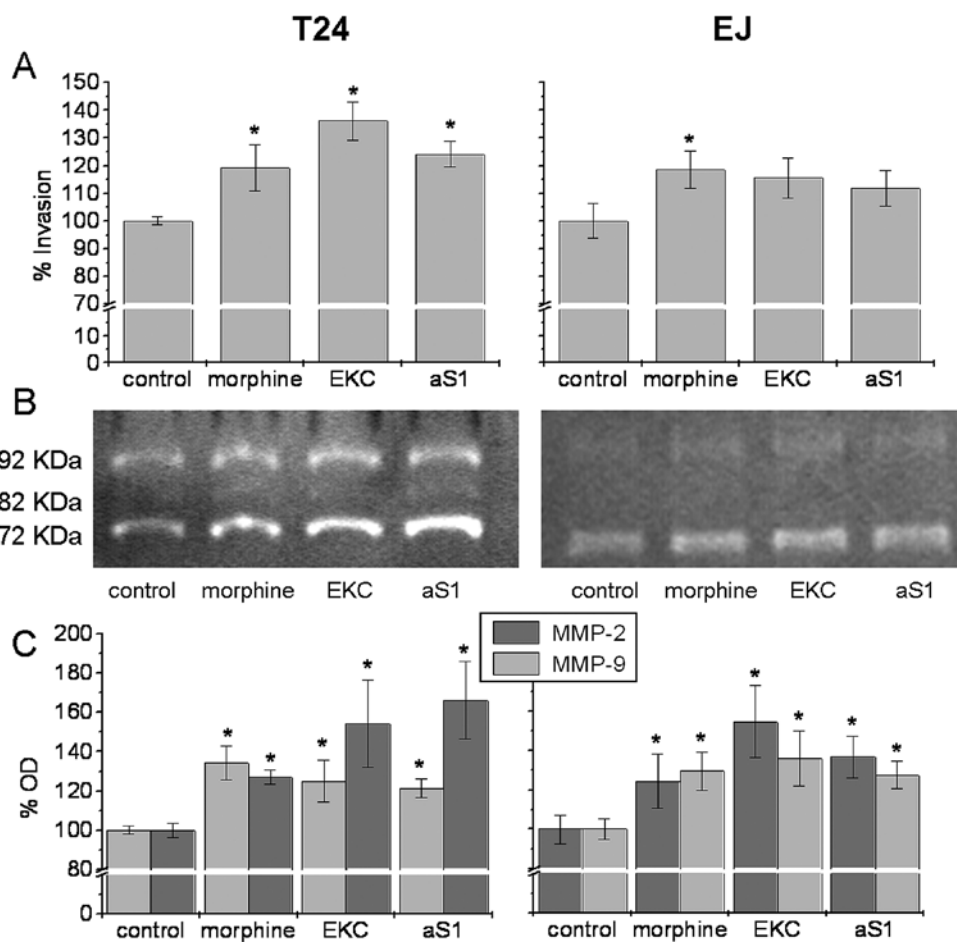 T24 EJ
A
% Invasion
150
140
130
120
110
100
90
80
70
10
0
* * *
*
control morphine EKC aS1
control morphine EKC aS1
B
92 KDa
82 KDa
72 KDa
control morphine EKC aS1
control morphine EKC aS1
C
MMP-2
MMP-9
% OD
200
180
160
140
120
100
80
0
* * * * * *
* * * * * *
control morphine EKC aS1
control morphine EKC aS1